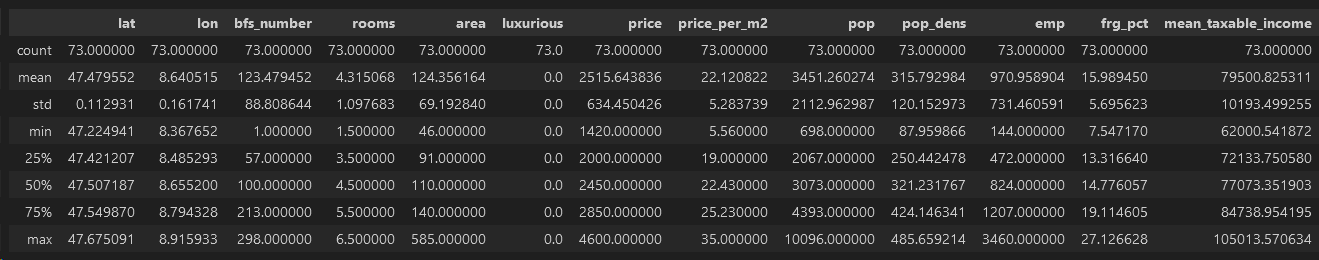 lat lon bfs_number rooms area luxurious price price_per_m2 pop pop_dens emp frg_pct mean_taxable_income
count 73.000000 73.000000 73.000000 73.000000 73.000000 73.0 73.000000 73.000000 73.000000 73.000000 73.000000 73.000000 73.000000
mean 47.479552 8.640515 123.479452 4.315068 124.356164 0.0 2515.643836 22.120822 3451.260274 315.792984 970.958904 15.989450 79500.825311
std 0.112931 0.161741 88.808644 1.097683 69.192840 0.0 634.450426 5.283739 2112.962987 120.152973 731.460591 5.695623 10193.499255
min 47.224941 8.367652 1.000000 1.500000 46.000000 0.0 1420.000000 5.560000 698.000000 87.959866 144.000000 7.547170 62000.541872
25% 47.421207 8.485293 57.000000 3.500000 91.000000 0.0 2000.000000 19.000000 2067.000000 250.442478 472.000000 13.316640 72133.750580
50% 47.507187 8.655200 100.000000 4.500000 110.000000 0.0 2450.000000 22.430000 3073.000000 321.231767 824.000000 14.776057 77073.351903
75% 47.549870 8.794328 213.000000 5.500000 140.000000 0.0 2850.000000 25.230000 4393.000000 424.146341 1207.000000 19.114605 84738.954195
max 47.675091 8.915933 298.000000 6.500000 585.000000 0.0 4600.000000 35.000000 10096.000000 485.659214 3460.000000 27.126628 105013.570634